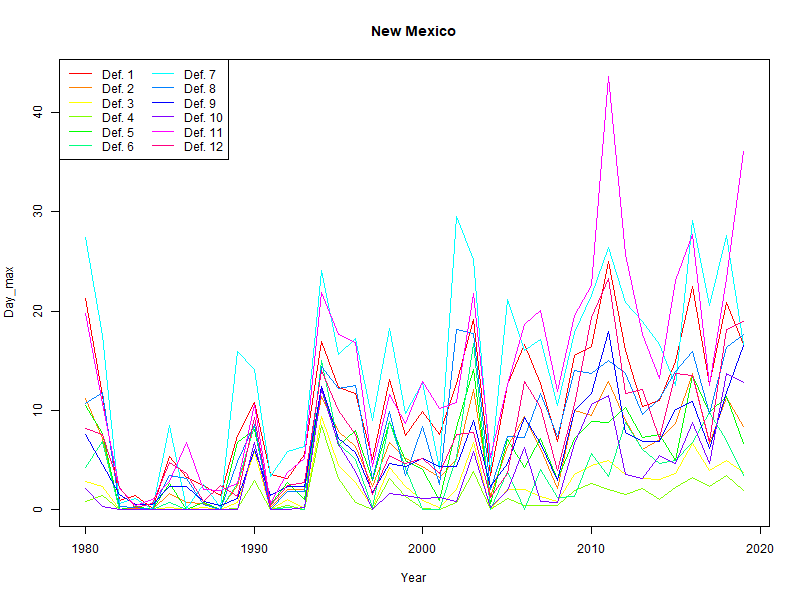 New Mexico
Def. 1 Def. 7
Def. 2 Def. 8
Def. 3 Def. 9
Def. 4 Def. 10
Def. 5 Def. 11
Def. 6 Def. 12
40
30
20
10
0
Day_max
1980 1990 2000 2010 2020
Year